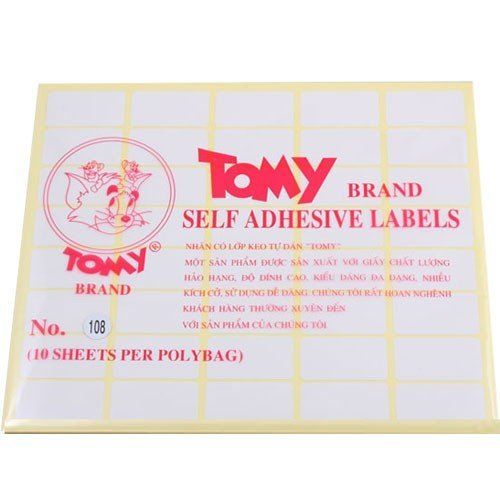 TOMY BRAND
SELF ADHESIVE LABELS
NHÃN CÓ LỚP KEO TỰ DÁN "TOMY":
MỘT SẢN PHẨM ĐƯỢC SẢN XUẤT VỚI GIẤY CHẤT LƯỢNG
HẢO HẠNG, ĐỘ DÍNH CAO, KIỂU DÁNG ĐA DẠNG, NHIỀU
KÍCH CỠ, SỬ DỤNG DỄ DÀNG. CHÚNG TÔI RẤT HOAN NGHÊNH
KHÁCH HÀNG THƯỜNG XUYÊN ĐẾN
VỚI SẢN PHẨM CỦA CHÚNG TÔI
TOMY ®
BRAND
No. 108
(10 SHEETS PER POLYBAG)